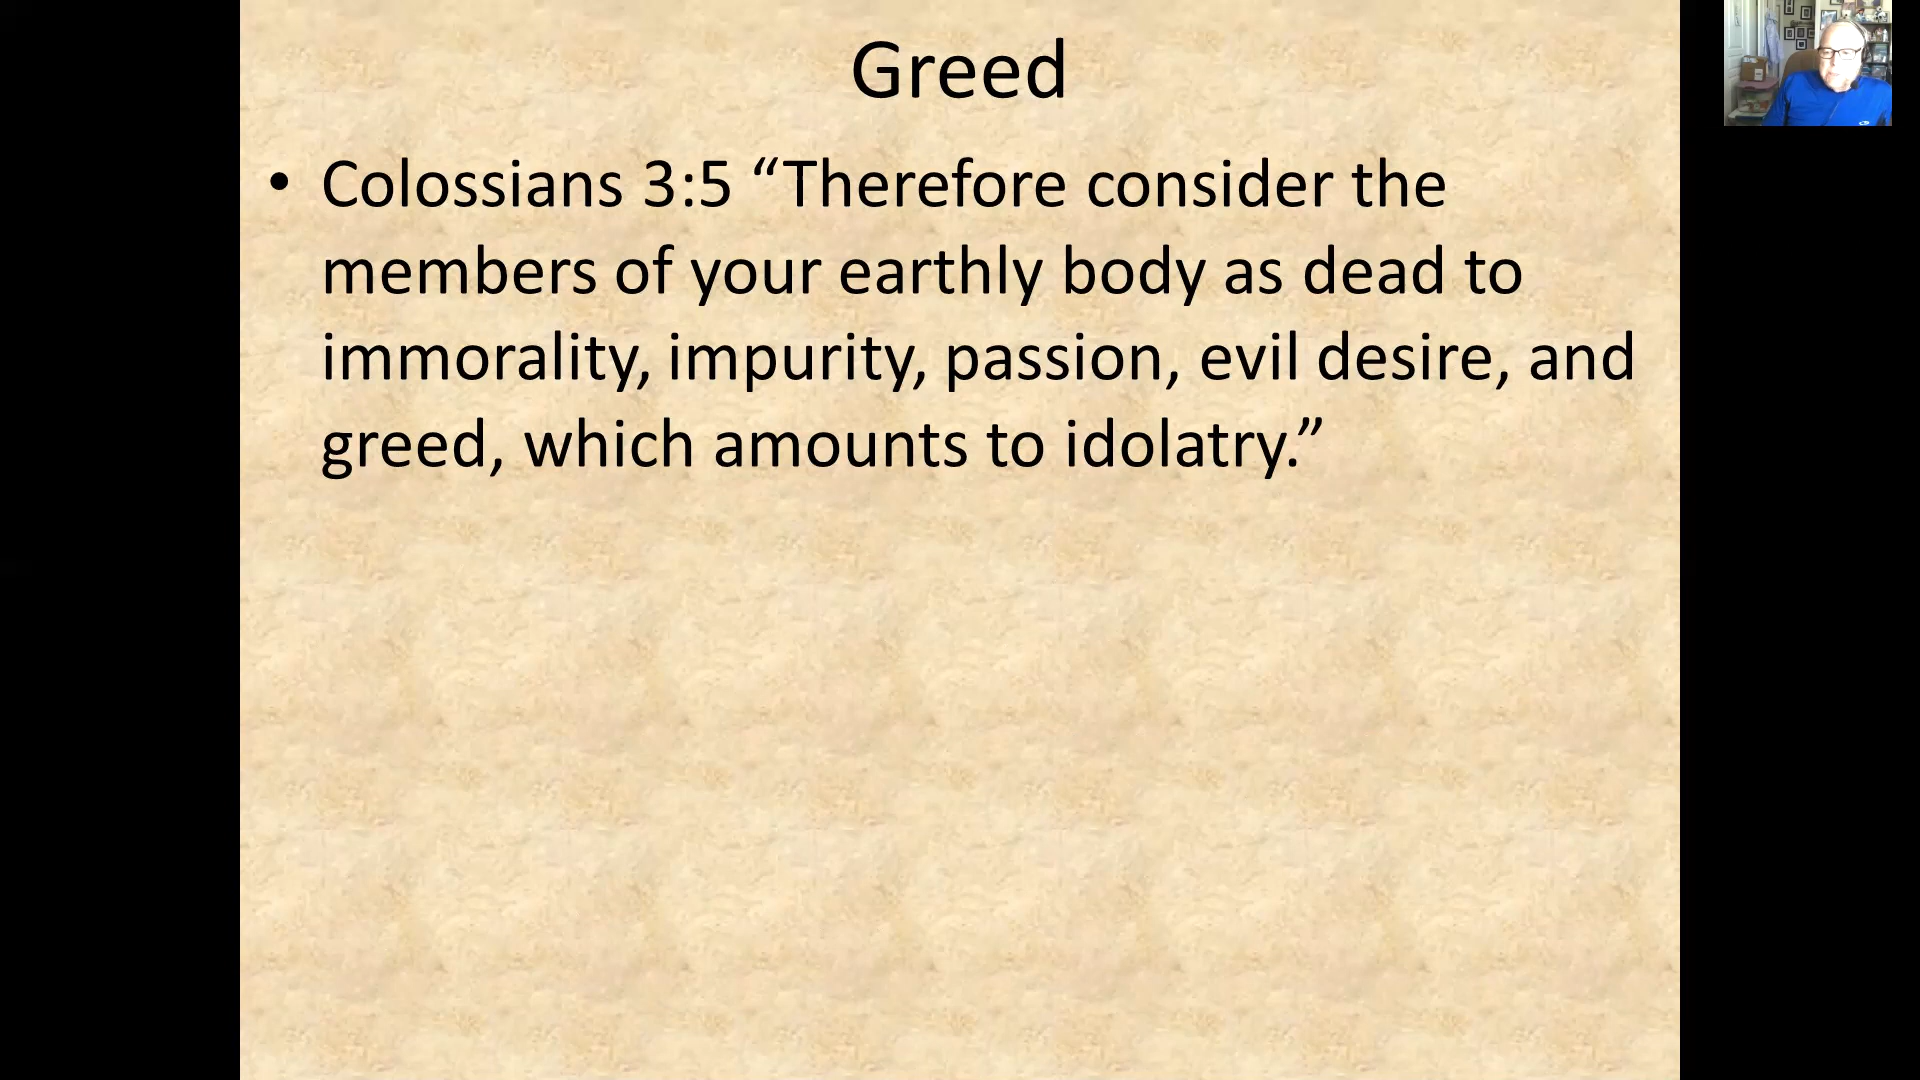 Greed
• Colossians 3:5 “Therefore consider the
members of your earthly body as dead to
immorality, impurity, passion, evil desire, and
greed, which amounts to idolatry.”